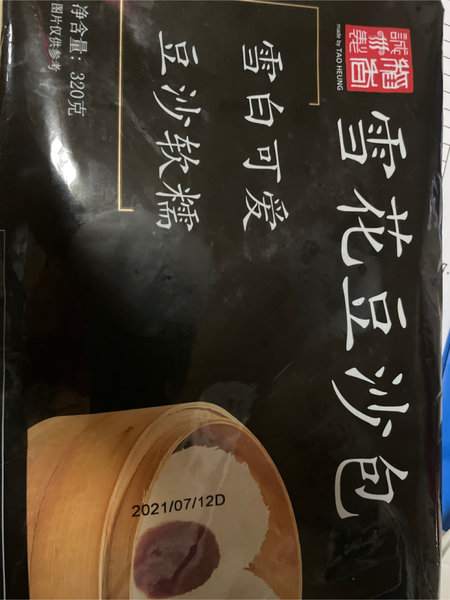 稻香
made by TAO HEUNG
雪花豆沙包
雪白可爱
豆沙软糯
净含量：320克
图片仅供参考
2021/07/12D